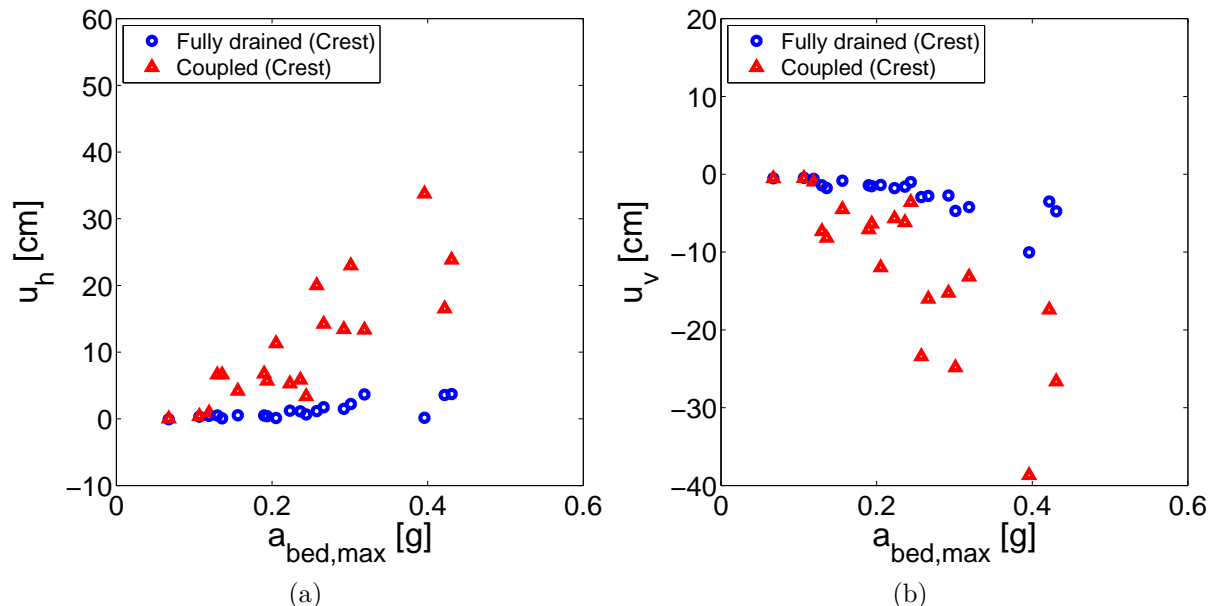 60
50
40
30
20
10
0
−10
u_h [cm]
Fully drained (Crest)
Coupled (Crest)
0 0.2 0.4 0.6
a_bed,max [g]
(a)
20
10
0
−10
−20
−30
−40
u_v [cm]
Fully drained (Crest)
Coupled (Crest)
0 0.2 0.4 0.6
a_bed,max [g]
(b)